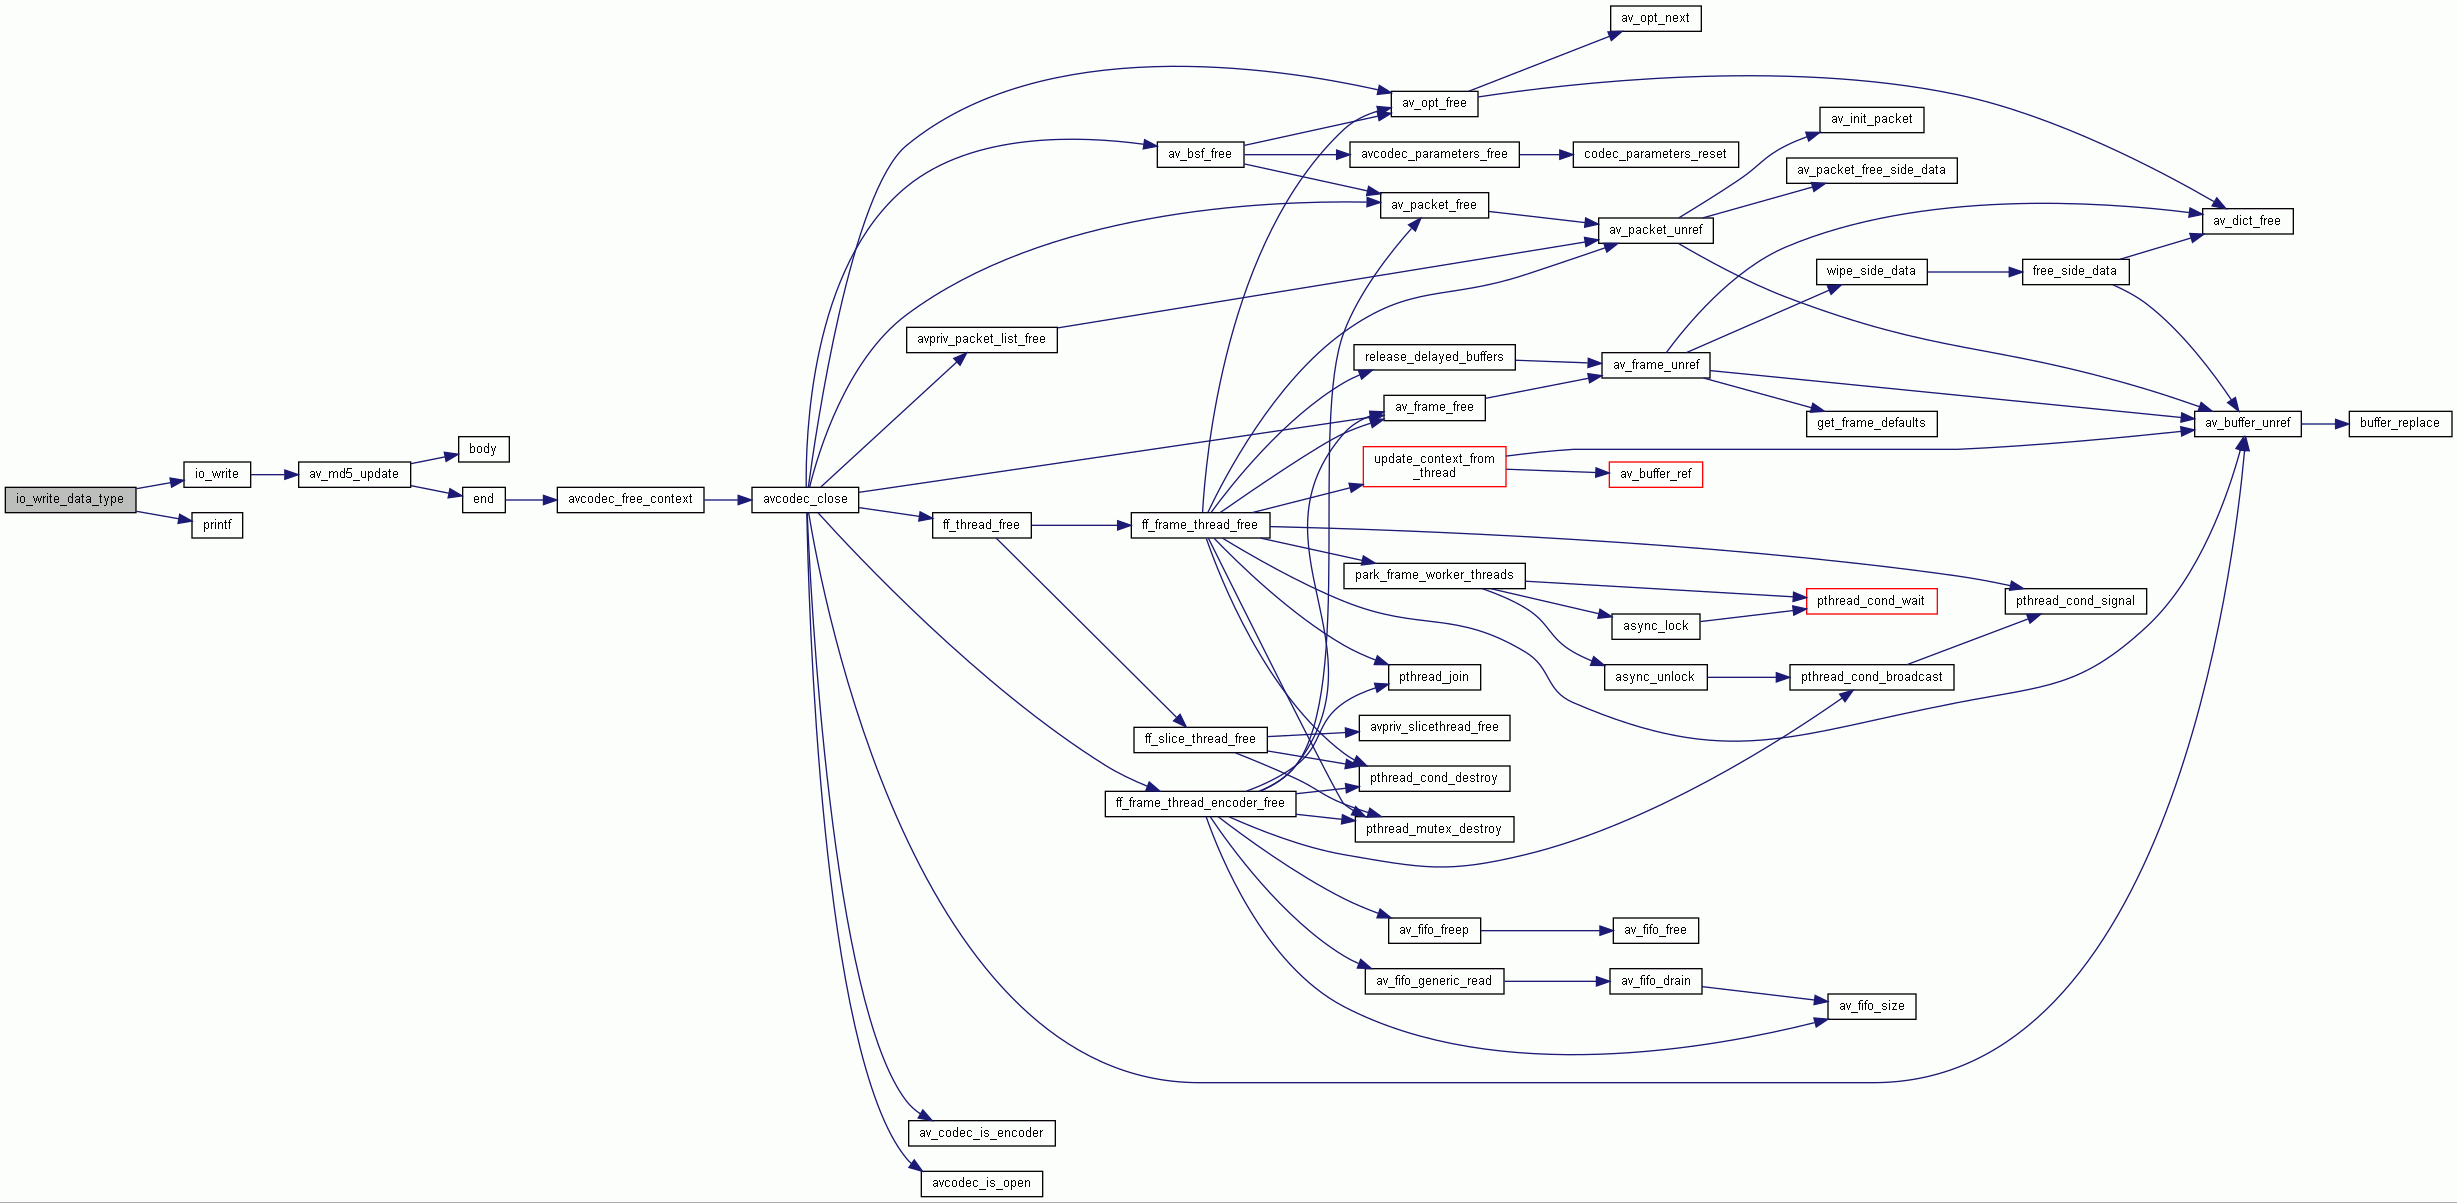 io_write_data_type
io_write
printf
av_md5_update
body
end
avcodec_free_context
avcodec_close
avpriv_packet_list_free
ff_thread_free
av_codec_is_encoder
avcodec_is_open
av_bsf_free
ff_frame_thread_free
ff_slice_thread_free
ff_frame_thread_encoder_free
av_opt_free
avcodec_parameters_free
av_packet_free
release_delayed_buffers
av_frame_free
update_context_from
_thread
park_frame_worker_threads
pthread_join
avpriv_slicethread_free
pthread_cond_destroy
pthread_mutex_destroy
av_fifo_freep
av_fifo_generic_read
av_opt_next
codec_parameters_reset
av_packet_unref
av_frame_unref
av_buffer_ref
async_lock
async_unlock
av_fifo_free
av_fifo_drain
av_init_packet
av_packet_free_side_data
wipe_side_data
get_frame_defaults
pthread_cond_wait
pthread_cond_broadcast
av_fifo_size
free_side_data
pthread_cond_signal
av_dict_free
av_buffer_unref
buffer_replace